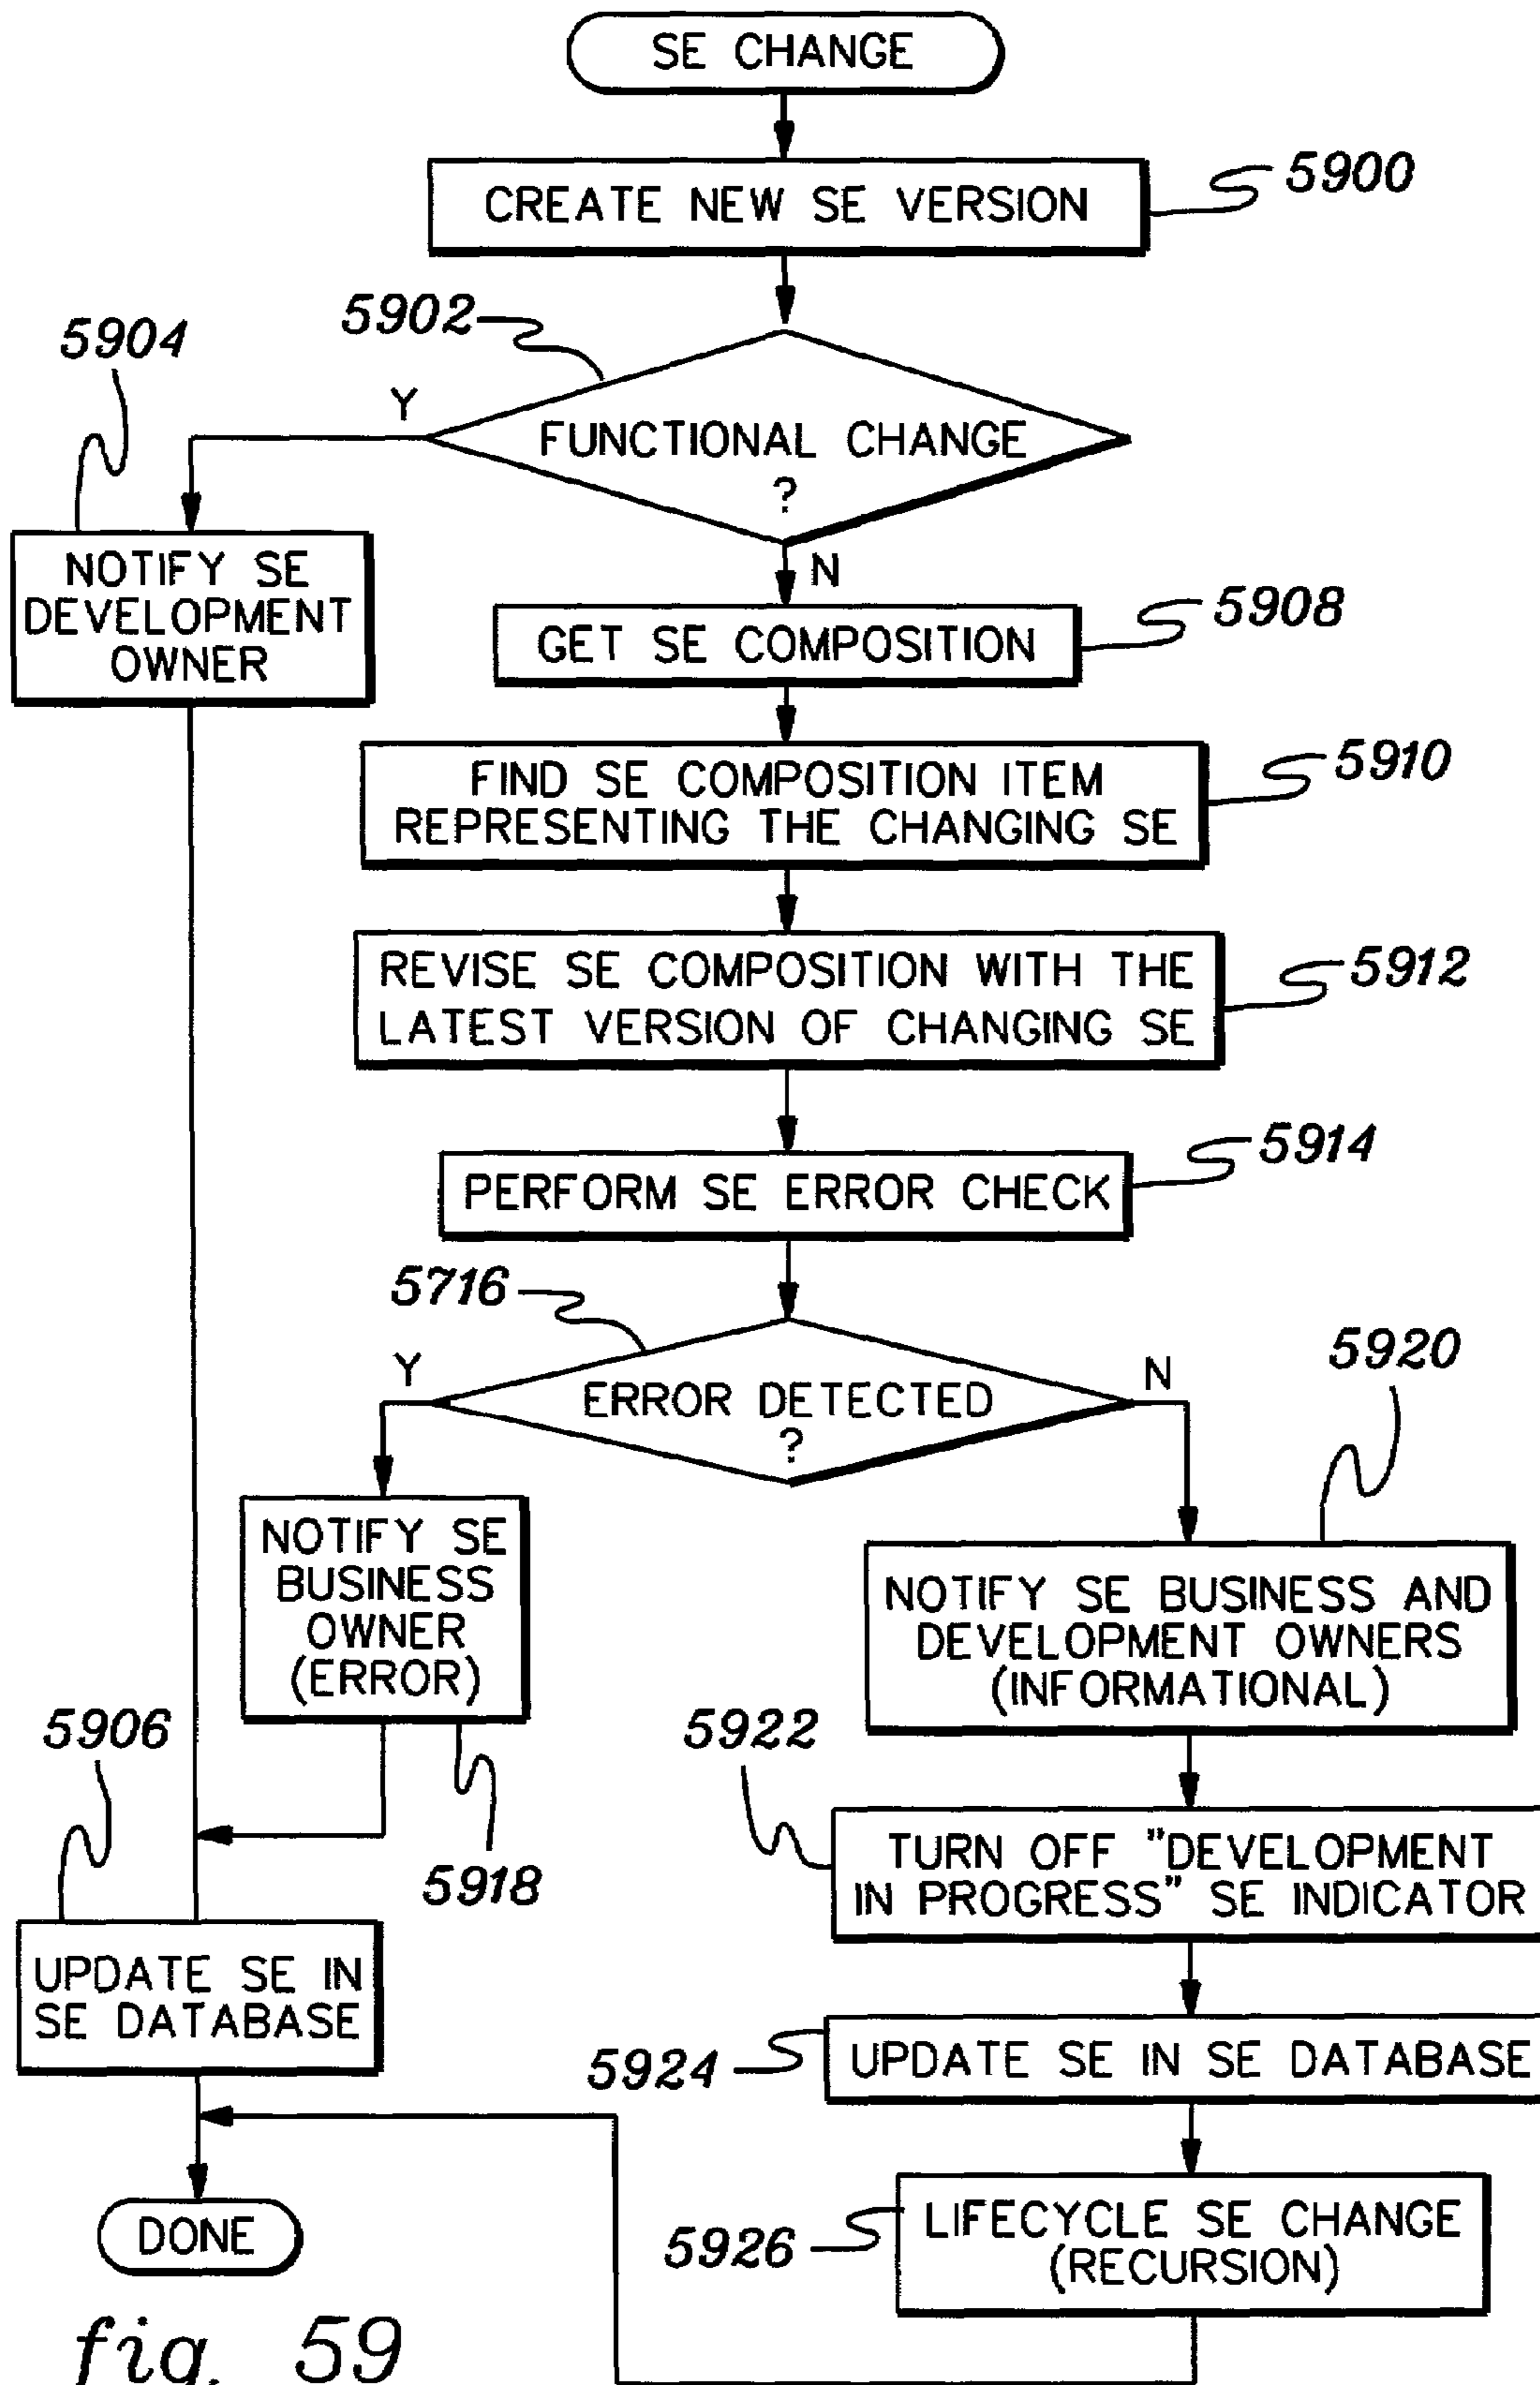 SE CHANGE
CREATE NEW SE VERSION
5900
5902
5904
Y
FUNCTIONAL CHANGE
?
N
NOTIFY SE
DEVELOPMENT
OWNER
GET SE COMPOSITION
5908
FIND SE COMPOSITION ITEM
REPRESENTING THE CHANGING SE
5910
REVISE SE COMPOSITION WITH THE
LATEST VERSION OF CHANGING SE
5912
PERFORM SE ERROR CHECK
5914
5716
Y
ERROR DETECTED
?
N
5920
NOTIFY SE
BUSINESS
OWNER
(ERROR)
NOTIFY SE BUSINESS AND
DEVELOPMENT OWNERS
(INFORMATIONAL)
5906
5918
5922
TURN OFF "DEVELOPMENT
IN PROGRESS" SE INDICATOR
UPDATE SE IN
SE DATABASE
5924
UPDATE SE IN SE DATABASE
DONE
5926
LIFECYCLE SE CHANGE
(RECURSION)
fig. 59